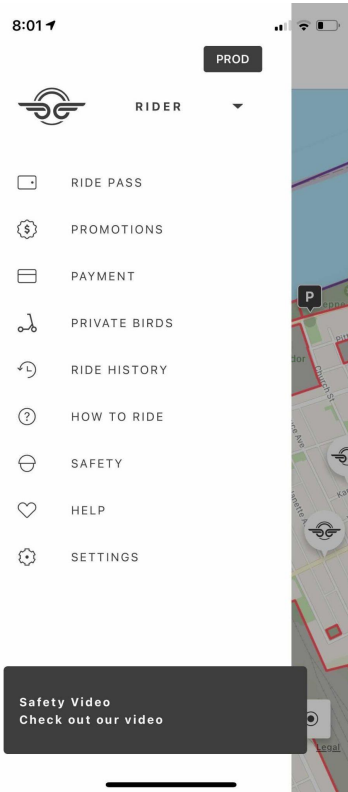 8:01
PROD
RIDER
RIDE PASS
PROMOTIONS
PAYMENT
PRIVATE BIRDS
RIDE HISTORY
HOW TO RIDE
SAFETY
HELP
SETTINGS
Safety Video
Check out our video
P
Church St
Legal